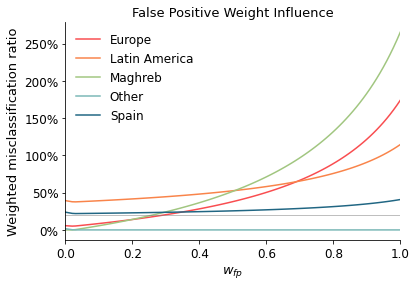 False Positive Weight Influence
Weighted misclassification ratio
250%
200%
150%
100%
50%
0%
Europe
Latin America
Maghreb
Other
Spain
0.0 0.2 0.4 0.6 0.8 1.0
w_fp